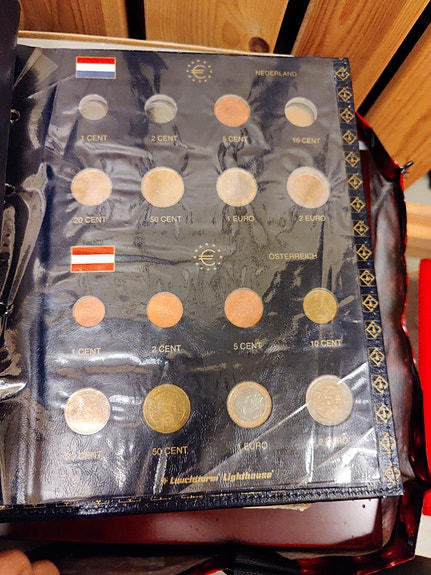 NEDERLAND
1 CENT 2 CENT 5 CENT 10 CENT
20 CENT 50 CENT 1 EURO 2 EURO
ÖSTERREICH
1 CENT 2 CENT 5 CENT 10 CENT
CENT 50 CENT 1 EURO EURO
Leuchtturm Lighthouse